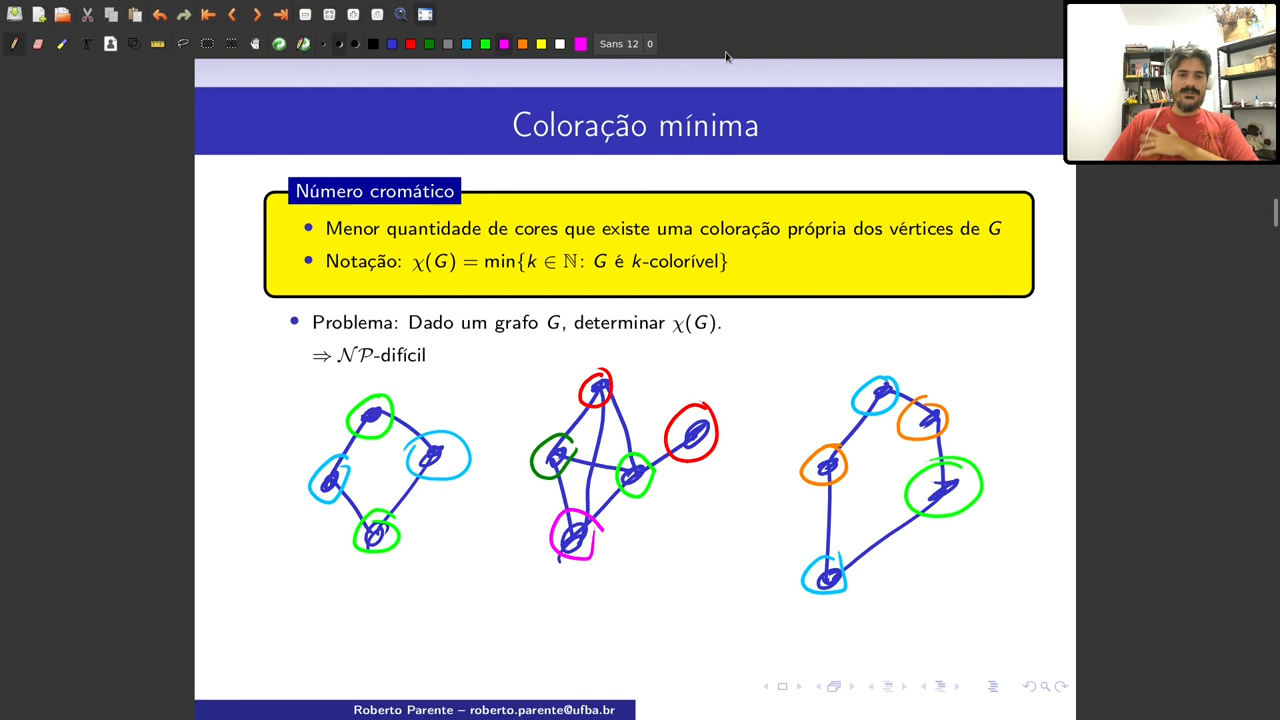 Sans 12 0
Coloração mínima
Número cromático
• Menor quantidade de cores que existe uma coloração própria dos vértices de G
• Notação: χ(G) = min{k ∈ ℕ: G é k-colorível}
• Problema: Dado um grafo G, determinar χ(G).
⇒ 𝒩𝒫-difícil
Roberto Parente – roberto.parente@ufba.br